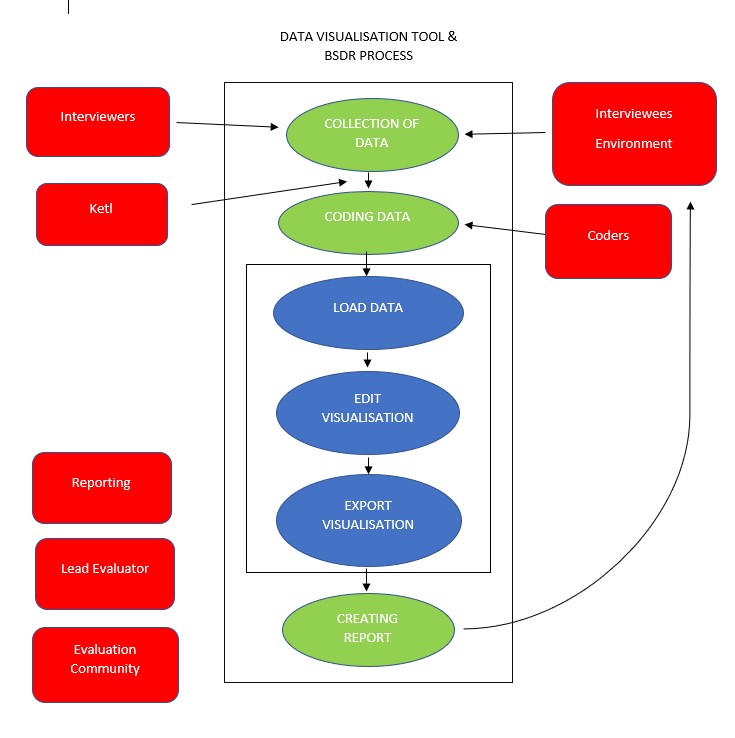 DATA VISUALISATION TOOL &
BSDR PROCESS
Interviewers
COLLECTION OF
DATA
Interviewees
Environment
Ketl
CODING DATA
Coders
LOAD DATA
EDIT
VISUALISATION
Reporting
EXPORT
VISUALISATION
Lead Evaluator
CREATING
REPORT
Evaluation
Community